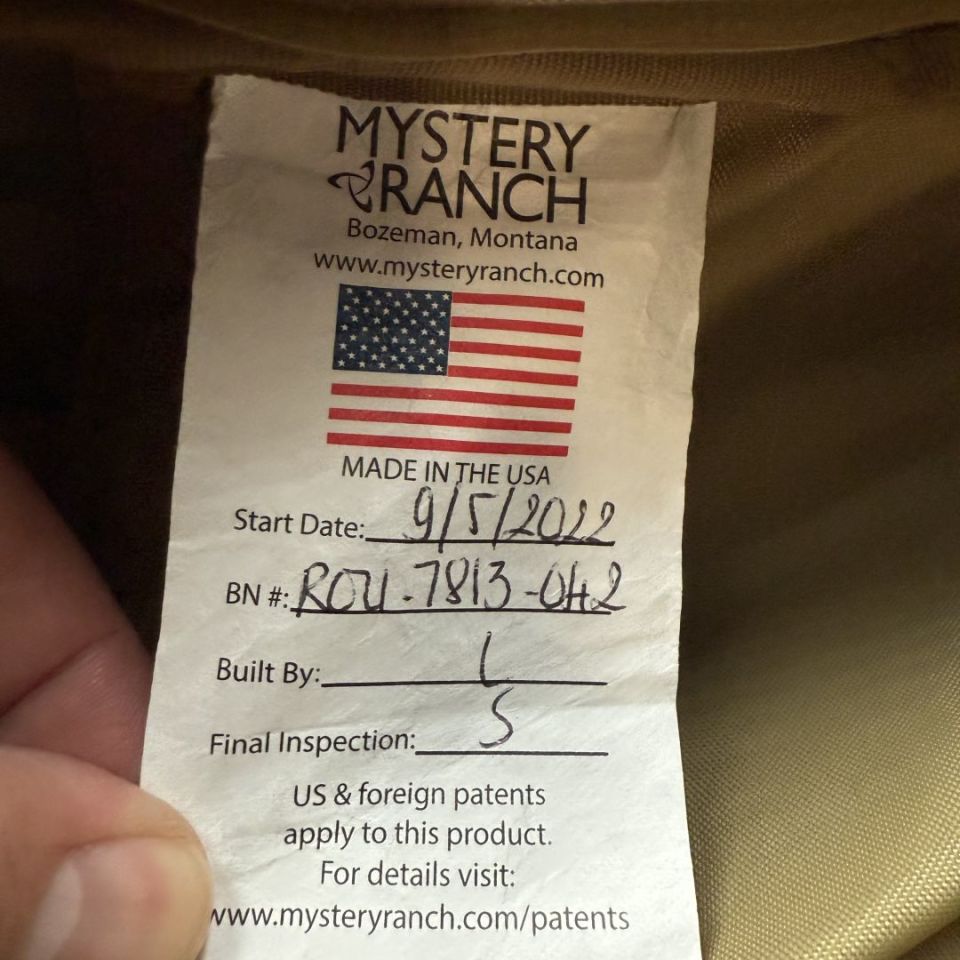 MYSTERY
RANCH
Bozeman, Montana
www.mysteryranch.com
MADE IN THE USA
Start Date: 9/5/2022
BN #: ROU-7813-042
Built By: L
Final Inspection: S
US & foreign patents
apply to this product.
For details visit:
www.mysteryranch.com/patents